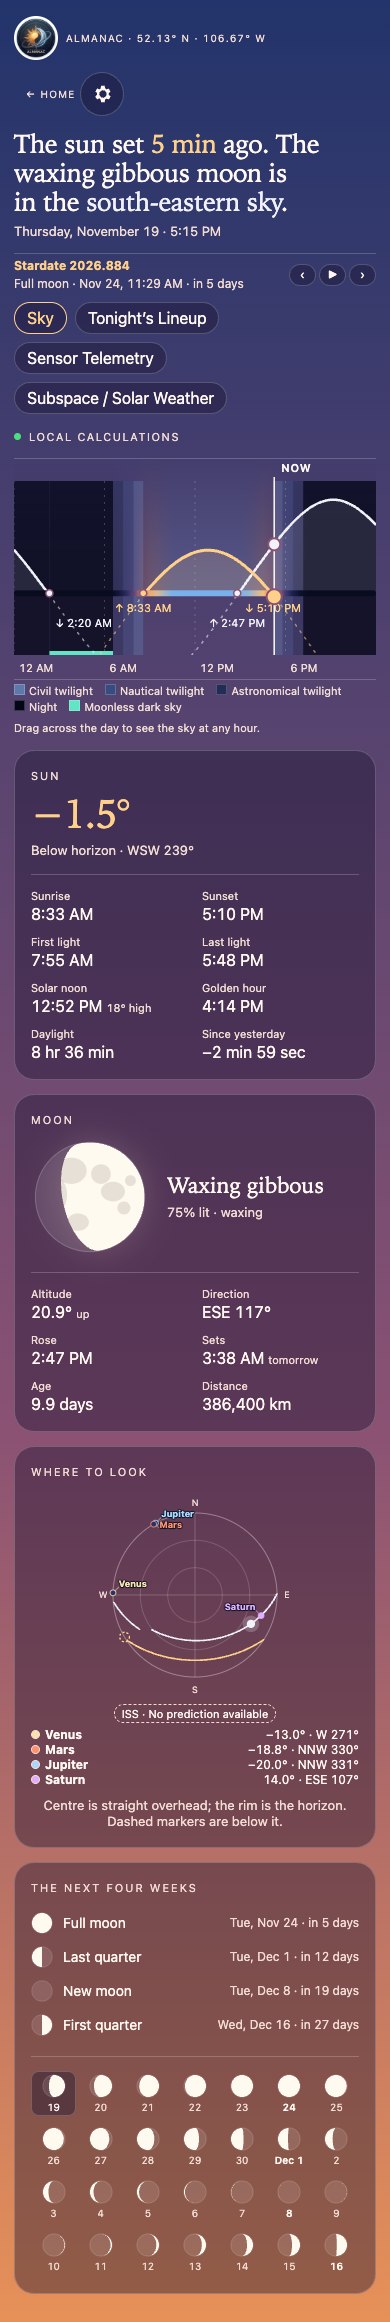 ALMANAC · 52.13° N · 106.67° W
← HOME
The sun set 5 min ago. The
waxing gibbous moon is
in the south-eastern sky.
Thursday, November 19 · 5:15 PM
Stardate 2026.884
Full moon · Nov 24, 11:29 AM · in 5 days
Sky
Tonight's Lineup
Sensor Telemetry
Subspace / Solar Weather
LOCAL CALCULATIONS
NOW
↑ 8:33 AM
↓ 5:10 PM
↓ 2:20 AM
↑ 2:47 PM
12 AM
6 AM
12 PM
6 PM
Civil twilight
Nautical twilight
Astronomical twilight
Night
Moonless dark sky
Drag across the day to see the sky at any hour.
SUN
−1.5°
Below horizon · WSW 239°
Sunrise
8:33 AM
Sunset
5:10 PM
First light
7:55 AM
Last light
5:48 PM
Solar noon
12:52 PM 18° high
Golden hour
4:14 PM
Daylight
8 hr 36 min
Since yesterday
−2 min 59 sec
MOON
Waxing gibbous
75% lit · waxing
Altitude
20.9° up
Direction
ESE 117°
Rose
2:47 PM
Sets
3:38 AM tomorrow
Age
9.9 days
Distance
386,400 km
WHERE TO LOOK
N
Jupiter
Mars
Venus
W
E
Saturn
S
ISS · No prediction available
Venus
−13.0° · W 271°
Mars
−18.8° · NNW 330°
Jupiter
−20.0° · NNW 331°
Saturn
14.0° · ESE 107°
Centre is straight overhead; the rim is the horizon.
Dashed markers are below it.
THE NEXT FOUR WEEKS
Full moon
Tue, Nov 24 · in 5 days
Last quarter
Tue, Dec 1 · in 12 days
New moon
Tue, Dec 8 · in 19 days
First quarter
Wed, Dec 16 · in 27 days
19 20 21 22 23 24 25
26 27 28 29 30 Dec 1 2
3 4 5 6 7 8 9
10 11 12 13 14 15 16